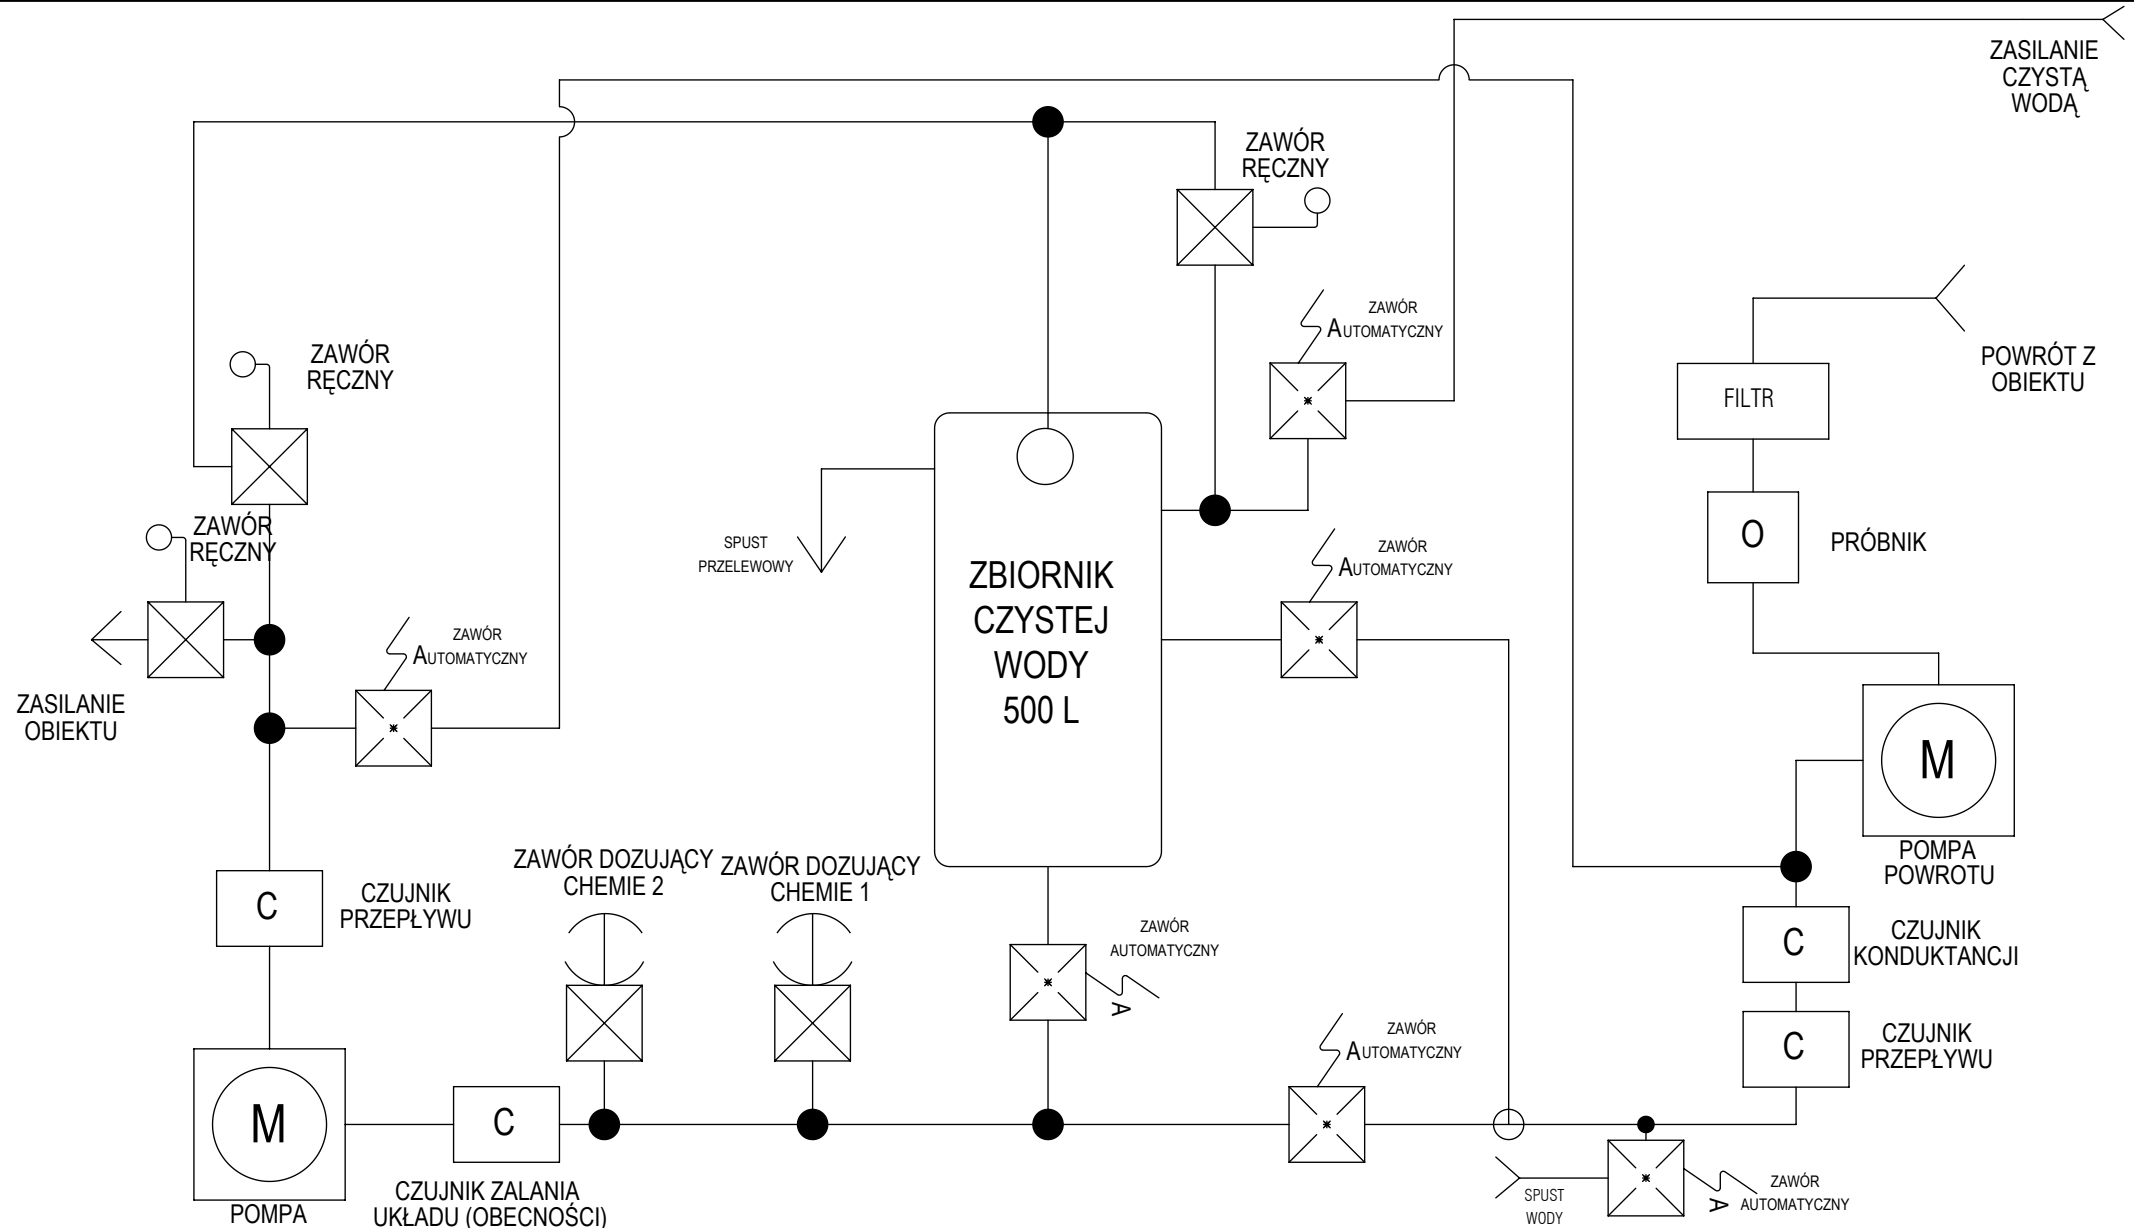 ZASILANIE
CZYSTĄ
WODĄ
ZAWÓR
RĘCZNY
ZAWÓR
AUTOMATYCZNY
ZAWÓR
RĘCZNY
POWRÓT Z
OBIEKTU
FILTR
ZAWÓR
RĘCZNY
SPUST
PRZELEWOWY
ZAWÓR
AUTOMATYCZNY
O
PRÓBNIK
ZBIORNIK
CZYSTEJ
WODY
500 L
ZAWÓR
AUTOMATYCZNY
ZASILANIE
OBIEKTU
M
POMPA
POWROTU
ZAWÓR DOZUJĄCY
CHEMIE 2
ZAWÓR DOZUJĄCY
CHEMIE 1
C
CZUJNIK
PRZEPŁYWU
ZAWÓR
AUTOMATYCZNY
A
C
CZUJNIK
KONDUKTANCJI
ZAWÓR
AUTOMATYCZNY
C
CZUJNIK
PRZEPŁYWU
M
POMPA
C
CZUJNIK ZALANIA
UKŁADU (OBECNOŚCI)
SPUST
WODY
A
ZAWÓR
AUTOMATYCZNY